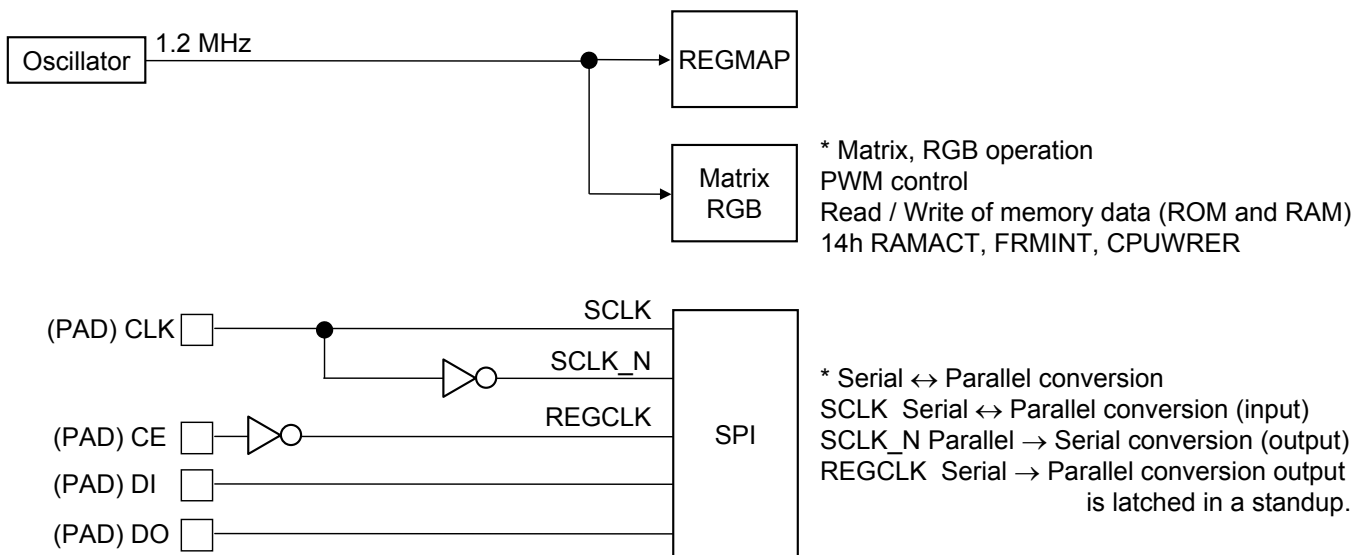 1.2 MHz
Oscillator
REGMAP
Matrix
RGB
* Matrix, RGB operation
PWM control
Read / Write of memory data (ROM and RAM)
14h RAMACT, FRMINT, CPUWRER
(PAD) CLK
SCLK
SCLK_N
(PAD) CE
REGCLK
(PAD) DI
(PAD) DO
SPI
* Serial ↔ Parallel conversion
SCLK  Serial ↔ Parallel conversion (input)
SCLK_N Parallel → Serial conversion (output)
REGCLK  Serial → Parallel conversion output
is latched in a standup.